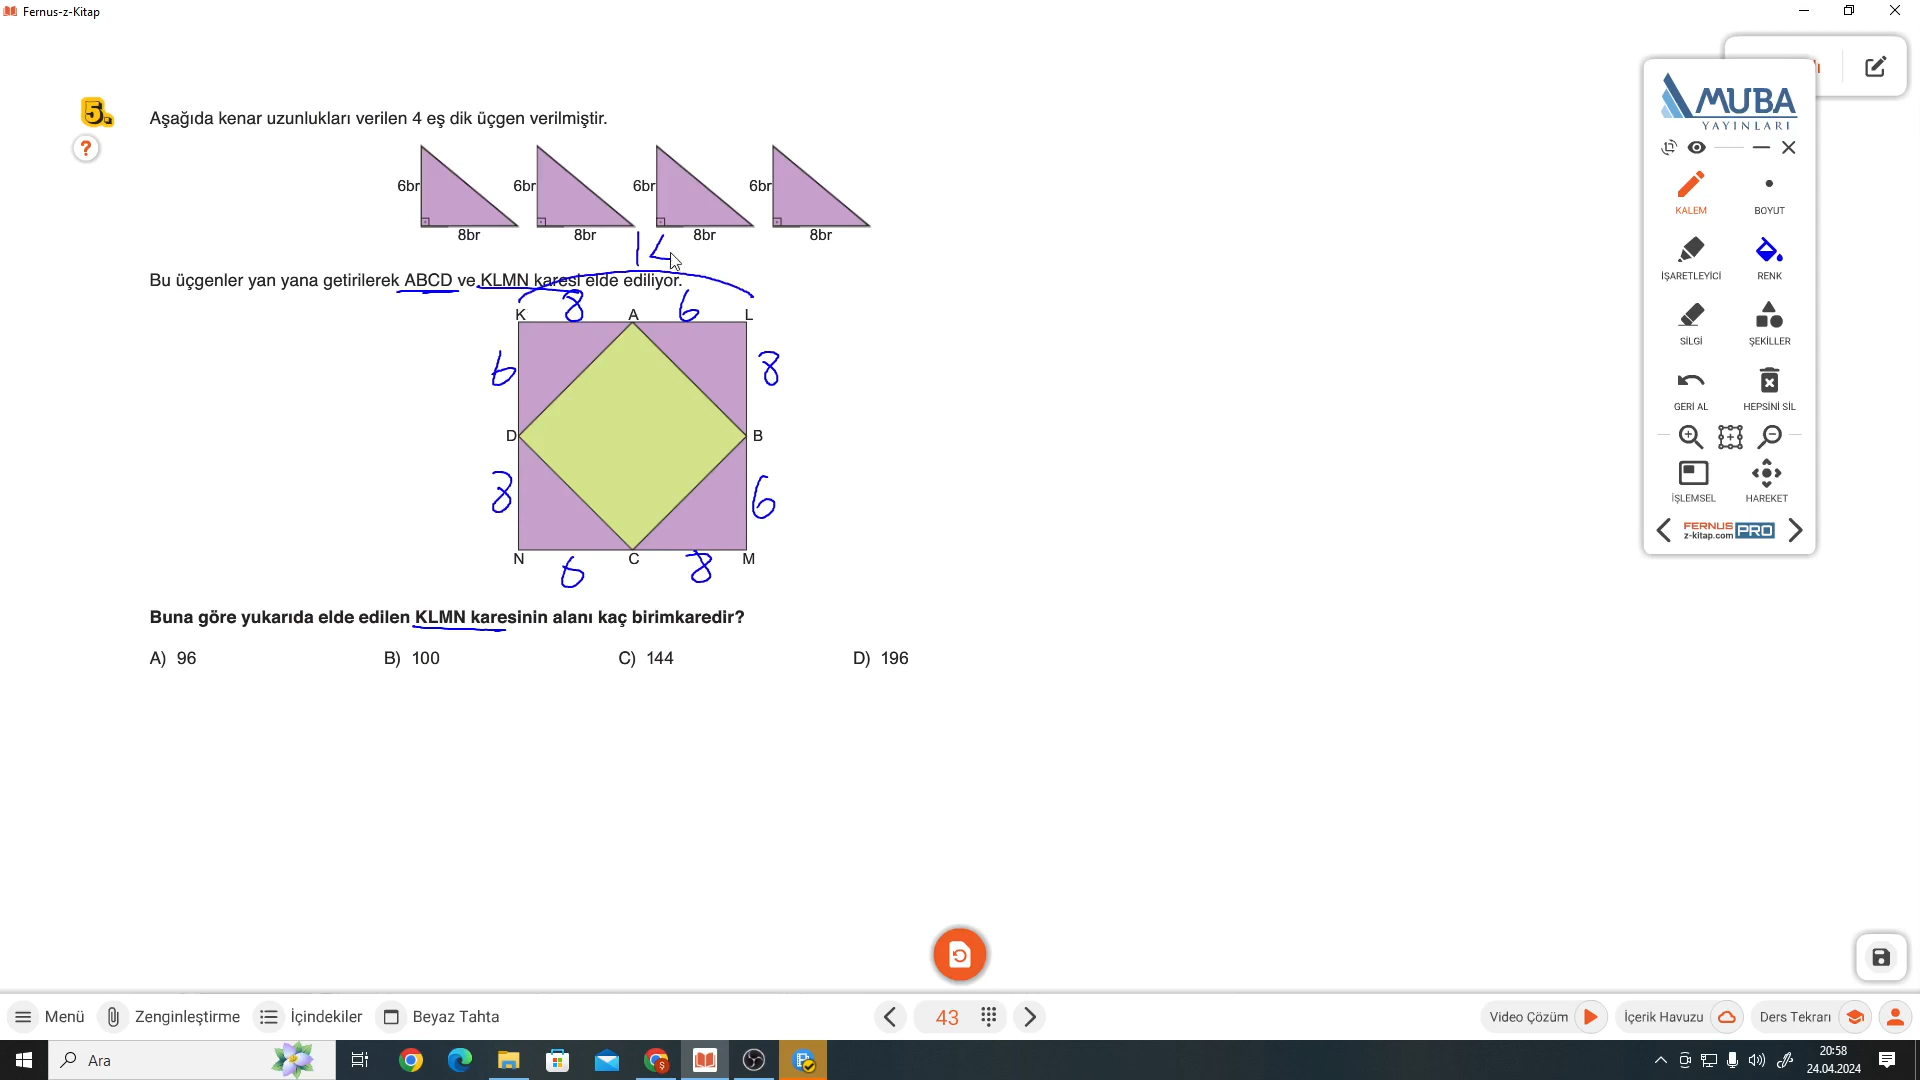 Fernus-z-Kitap
5.
Aşağıda kenar uzunlukları verilen 4 eş dik üçgen verilmiştir.
?
6br 6br 6br 6br
8br 8br 8br 8br
14
Bu üçgenler yan yana getirilerek ABCD ve KLMN karesi elde ediliyor.
8 6
K A L
6 8
D B
8 6
N C M
6 8
Buna göre yukarıda elde edilen KLMN karesinin alanı kaç birimkaredir?
A) 96 B) 100 C) 144 D) 196
MUBA
YAYINLARI
KALEM BOYUT
İŞARETLEYİCİ RENK
SİLGİ ŞEKİLLER
GERİ AL HEPSİNİ SİL
İŞLEMSEL HAREKET
FERNUS
z-kitap.com PRO
Menü Zenginleştirme İçindekiler Beyaz Tahta 43 Video Çözüm İçerik Havuzu Ders Tekrarı
Ara
20:58
24.04.2024